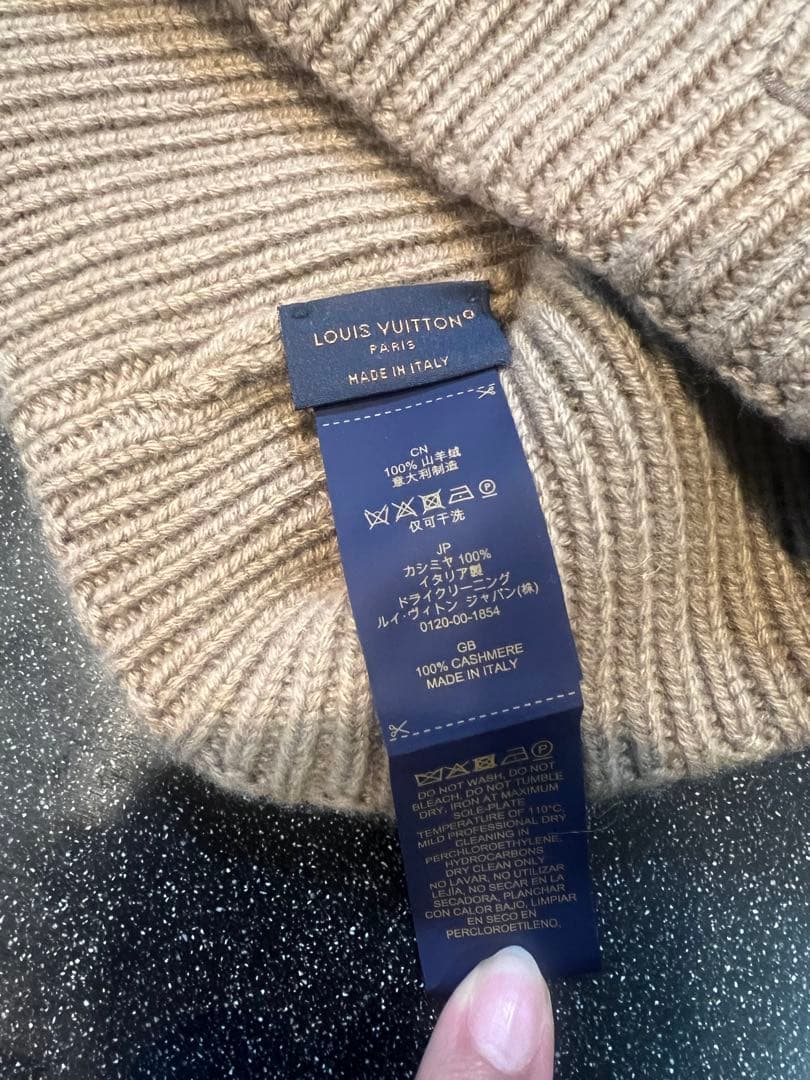 LOUIS VUITTON
PARIS
MADE IN ITALY
CN
100% 山羊绒
意大利制造
仅可干洗
JP
カシミヤ 100%
イタリア製
ドライクリーニング
ルイ・ヴィトン ジャパン(株)
0120-00-1854
GB
100% CASHMERE
MADE IN ITALY
DO NOT WASH, DO NOT
BLEACH, DO NOT TUMBLE
DRY, IRON AT MAXIMUM
SOLE-PLATE
TEMPERATURE OF 110°C,
MILD PROFESSIONAL DRY
CLEANING IN
PERCHLOROETHYLENE,
HYDROCARBONS
DRY CLEAN ONLY
NO LAVAR, NO UTILIZAR
LEJÍA, NO SECAR EN LA
SECADORA, PLANCHAR
CON CALOR BAJO, LIMPIAR
EN SECO EN
PERCLOROETILENO,